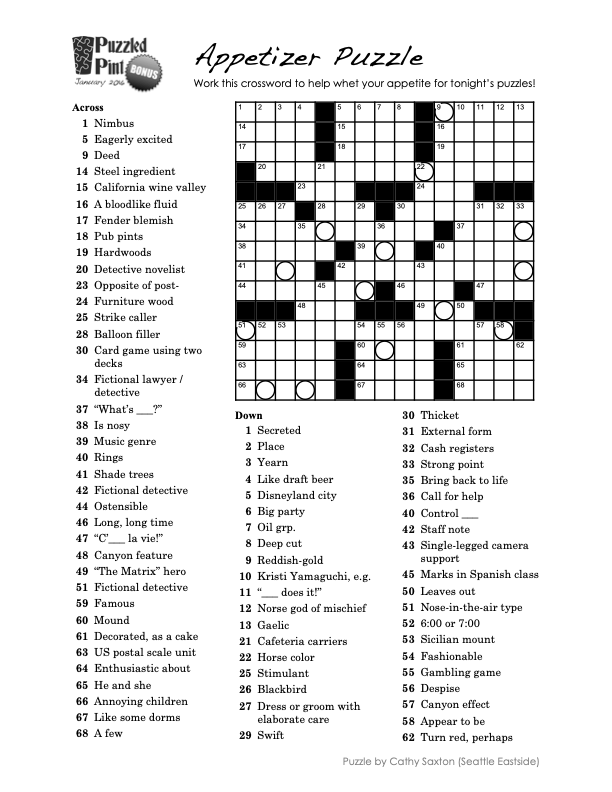 Puzzled
Pint
BONUS
January 2016
Appetizer Puzzle
Work this crossword to help whet your appetite for tonight's puzzles!
Across
1 Nimbus
5 Eagerly excited
9 Deed
14 Steel ingredient
15 California wine valley
16 A bloodlike fluid
17 Fender blemish
18 Pub pints
19 Hardwoods
20 Detective novelist
23 Opposite of post-
24 Furniture wood
25 Strike caller
28 Balloon filler
30 Card game using two
decks
34 Fictional lawyer /
detective
37 “What's ___?”
38 Is nosy
39 Music genre
40 Rings
41 Shade trees
42 Fictional detective
44 Ostensible
46 Long, long time
47 “C'___ la vie!”
48 Canyon feature
49 “The Matrix” hero
51 Fictional detective
59 Famous
60 Mound
61 Decorated, as a cake
63 US postal scale unit
64 Enthusiastic about
65 He and she
66 Annoying children
67 Like some dorms
68 A few
1 2 3 4 5 6 7 8 9 10 11 12 13
14 15 16
17 18 19
20 21 22
23 24
25 26 27 28 29 30 31 32 33
34 35 36 37
38 39 40
41 42 43
44 45 46 47
48 49 50
51 52 53 54 55 56 57 58
59 60 61 62
63 64 65
66 67 68
Down
1 Secreted
2 Place
3 Yearn
4 Like draft beer
5 Disneyland city
6 Big party
7 Oil grp.
8 Deep cut
9 Reddish-gold
10 Kristi Yamaguchi, e.g.
11 “___ does it!”
12 Norse god of mischief
13 Gaelic
21 Cafeteria carriers
22 Horse color
25 Stimulant
26 Blackbird
27 Dress or groom with
elaborate care
29 Swift
30 Thicket
31 External form
32 Cash registers
33 Strong point
35 Bring back to life
36 Call for help
40 Control ___
42 Staff note
43 Single-legged camera
support
45 Marks in Spanish class
50 Leaves out
51 Nose-in-the-air type
52 6:00 or 7:00
53 Sicilian mount
54 Fashionable
55 Gambling game
56 Despise
57 Canyon effect
58 Appear to be
62 Turn red, perhaps
Puzzle by Cathy Saxton (Seattle Eastside)